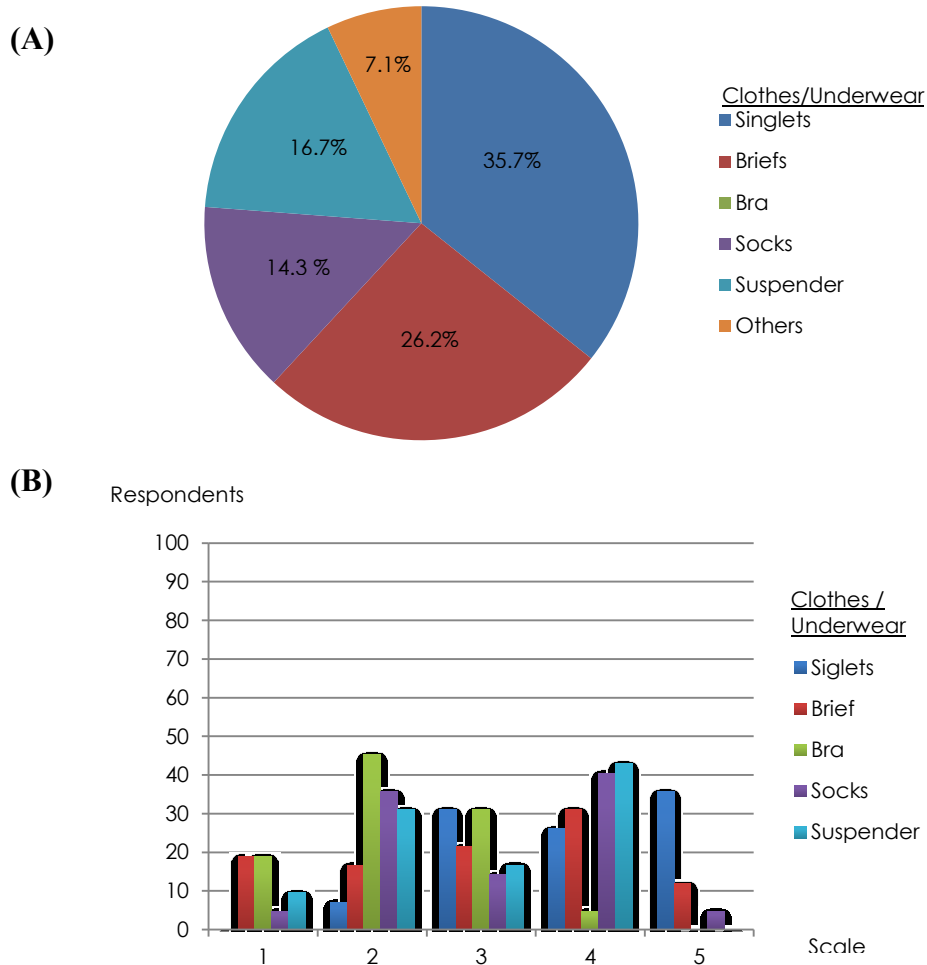 (A)
Clothes/Underwear
Singlets
Briefs
Bra
Socks
Suspender
Others
7.1%
16.7%
35.7%
14.3 %
26.2%
(B)
Respondents
100
90
80
70
60
50
40
30
20
10
0
1 2 3 4 5
Scale
Clothes /
Underwear
Siglets
Brief
Bra
Socks
Suspender